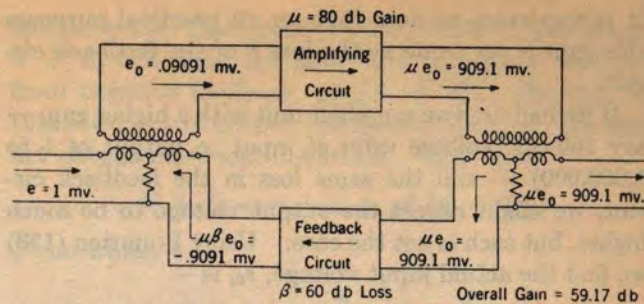 μ = 80 db Gain
Amplifying
Circuit
e₀ = .09091 mv.
μe₀ = 909.1 mv.
e = 1 mv.
μβe₀ =
-.9091 mv
Feedback
Circuit
μe₀ =
909.1 mv.
μe₀ =
909.1 mv.
β = 60 db Loss
Overall Gain = 59.17 db